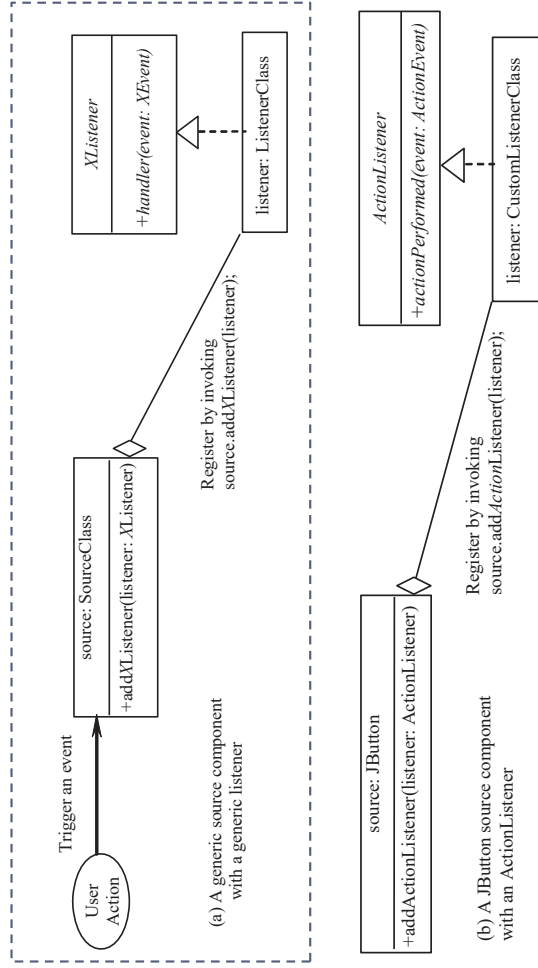 User
Action
Trigger an event
source: SourceClass
+addXListener(listener: XListener)
Register by invoking
source.addXListener(listener);
XListener
+handler(event: XEvent)
listener: ListenerClass
(a) A generic source component
with a generic listener
source: JButton
+addActionListener(listener: ActionListener)
Register by invoking
source.addActionListener(listener);
ActionListener
+actionPerformed(event: ActionEvent)
listener: CustomListenerClass
(b) A JButton source component
with an ActionListener